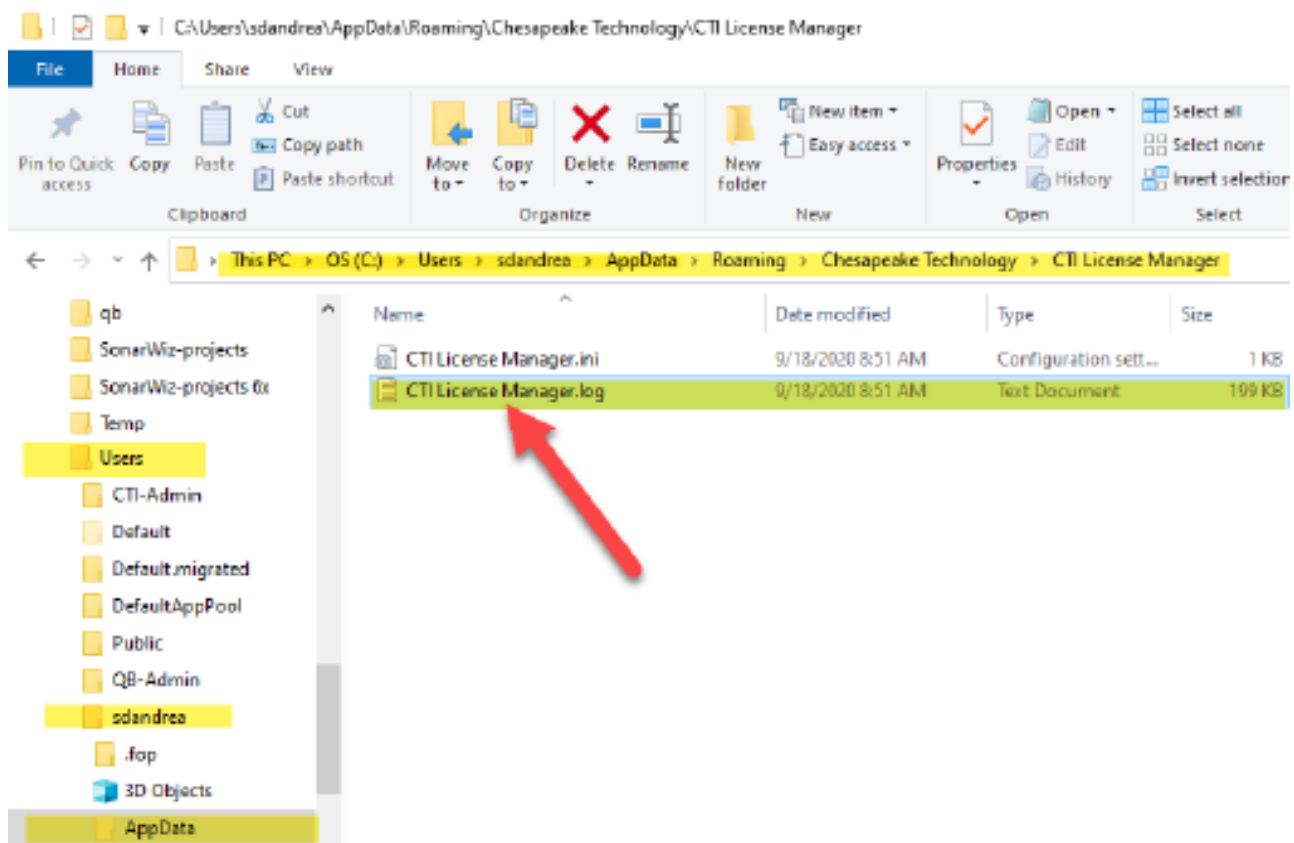 C:\Users\sdandrea\AppData\Roaming\Chesapeake Technology\CTI License Manager
File Home Share View
Pin to Quick access
Copy
Paste
Cut
Copy path
Paste shortcut
Clipboard
Move to
Copy to
Delete
Rename
Organize
New folder
New item
Easy access
New
Properties
Open
Edit
History
Open
Select all
Select none
Invert selection
Select
This PC > OS (C:) > Users > sdandrea > AppData > Roaming > Chesapeake Technology > CTI License Manager
qb
SonarWiz-projects
SonarWiz-projects 6x
Temp
Users
CTI-Admin
Default
Default.migrated
DefaultAppPool
Public
QB-Admin
sdandrea
.fop
3D Objects
AppData
Name Date modified Type Size
CTI License Manager.ini 9/18/2020 8:51 AM Configuration sett... 1 KB
CTI License Manager.log 9/18/2020 8:51 AM Text Document 199 KB